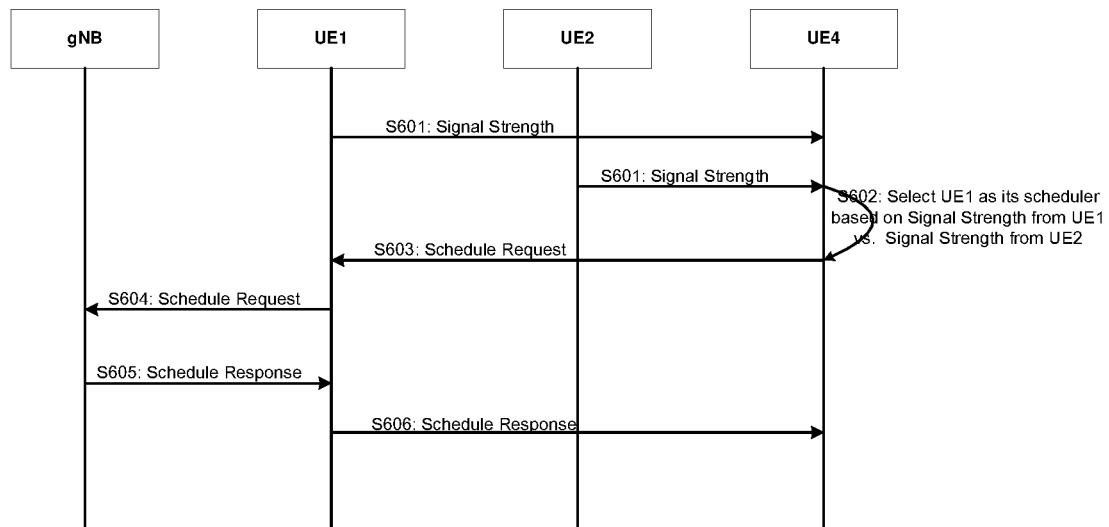 gNB
UE1
UE2
UE4
S601: Signal Strength
S601: Signal Strength
S602: Select UE1 as its scheduler
based on Signal Strength from UE1
vs. Signal Strength from UE2
S603: Schedule Request
S604: Schedule Request
S605: Schedule Response
S606: Schedule Response